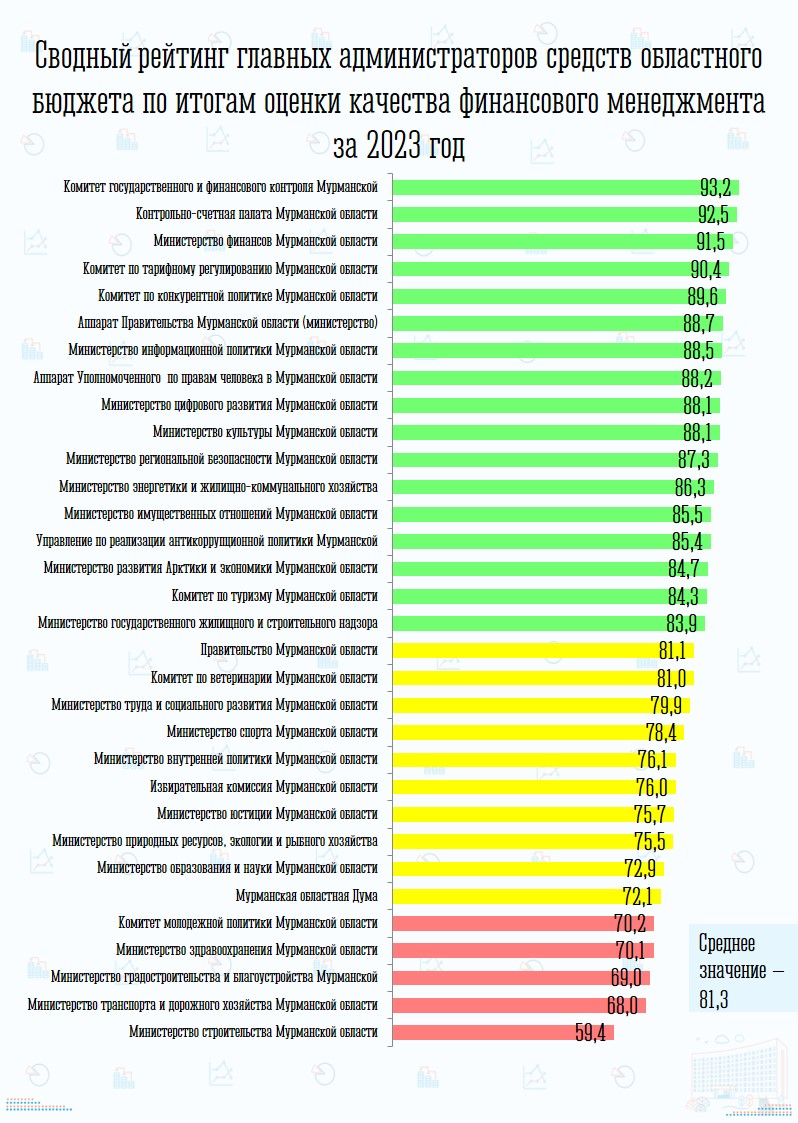 Сводный рейтинг главных администраторов средств областного
бюджета по итогам оценки качества финансового менеджмента
за 2023 год
Комитет государственного и финансового контроля Мурманской 93,2
Контрольно-счетная палата Мурманской области 92,5
Министерство финансов Мурманской области 91,5
Комитет по тарифному регулированию Мурманской области 90,4
Комитет по конкурентной политике Мурманской области 89,6
Аппарат Правительства Мурманской области (министерство) 88,7
Министерство информационной политики Мурманской области 88,5
Аппарат Уполномоченного по правам человека в Мурманской области 88,2
Министерство цифрового развития Мурманской области 88,1
Министерство культуры Мурманской области 88,1
Министерство региональной безопасности Мурманской области 87,3
Министерство энергетики и жилищно-коммунального хозяйства 86,3
Министерство имущественных отношений Мурманской области 85,5
Управление по реализации антикоррупционной политики Мурманской 85,4
Министерство развития Арктики и экономики Мурманской области 84,7
Комитет по туризму Мурманской области 84,3
Министерство государственного жилищного и строительного надзора 83,9
Правительство Мурманской области 81,1
Комитет по ветеринарии Мурманской области 81,0
Министерство труда и социального развития Мурманской области 79,9
Министерство спорта Мурманской области 78,4
Министерство внутренней политики Мурманской области 76,1
Избирательная комиссия Мурманской области 76,0
Министерство юстиции Мурманской области 75,7
Министерство природных ресурсов, экологии и рыбного хозяйства 75,5
Министерство образования и науки Мурманской области 72,9
Мурманская областная Дума 72,1
Комитет молодежной политики Мурманской области 70,2
Министерство здравоохранения Мурманской области 70,1
Министерство градостроительства и благоустройства Мурманской 69,0
Министерство транспорта и дорожного хозяйства Мурманской области 68,0
Министерство строительства Мурманской области 59,4
Среднее
значение –
81,3